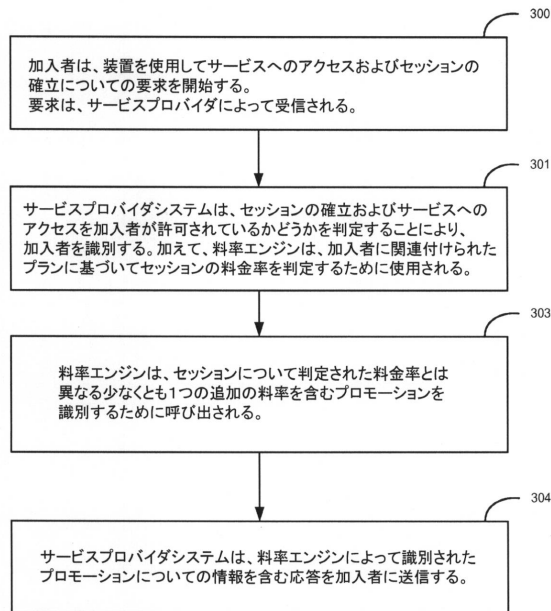 300
加入者は、装置を使用してサービスへのアクセスおよびセッションの
確立についての要求を開始する。
要求は、サービスプロバイダによって受信される。
301
サービスプロバイダシステムは、セッションの確立およびサービスへの
アクセスを加入者が許可されているかどうかを判定することにより、
加入者を識別する。加えて、料率エンジンは、加入者に関連付けられた
プランに基づいてセッションの料金率を判定するために使用される。
303
料率エンジンは、セッションについて判定された料金率とは
異なる少なくとも1つの追加の料率を含むプロモーションを
識別するために呼び出される。
304
サービスプロバイダシステムは、料率エンジンによって識別された
プロモーションについての情報を含む応答を加入者に送信する。